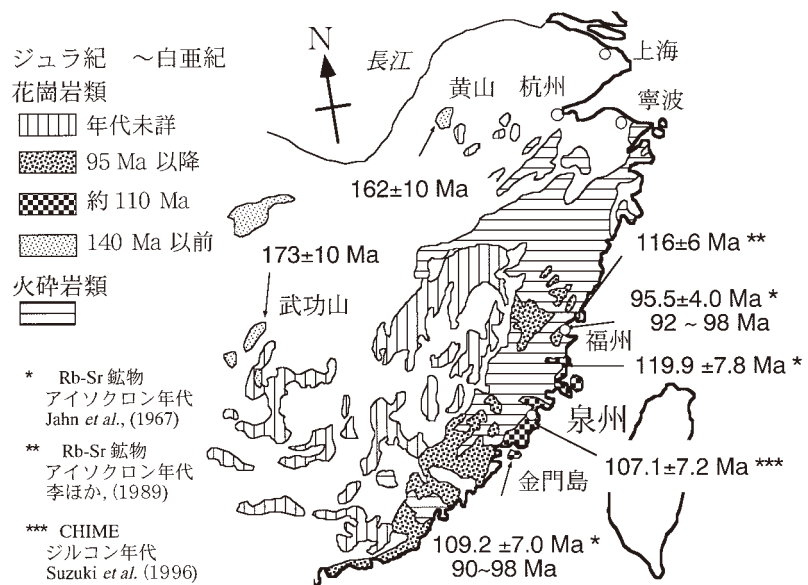 ジュラ紀 ～白亜紀
花崗岩類
年代未詳
95 Ma 以降
約110 Ma
140 Ma 以前
火砕岩類
* Rb-Sr 鉱物
アイソクロン年代
Jahn et al., (1967)
** Rb-Sr 鉱物
アイソクロン年代
李ほか, (1989)
*** CHIME
ジルコン年代
Suzuki et al. (1996)
N
長江
上海
黄山
杭州
寧波
162±10 Ma
173±10 Ma
武功山
116±6 Ma **
95.5±4.0 Ma *
92 ~ 98 Ma
福州
119.9 ±7.8 Ma *
泉州
107.1±7.2 Ma ***
金門島
109.2 ±7.0 Ma *
90~98 Ma